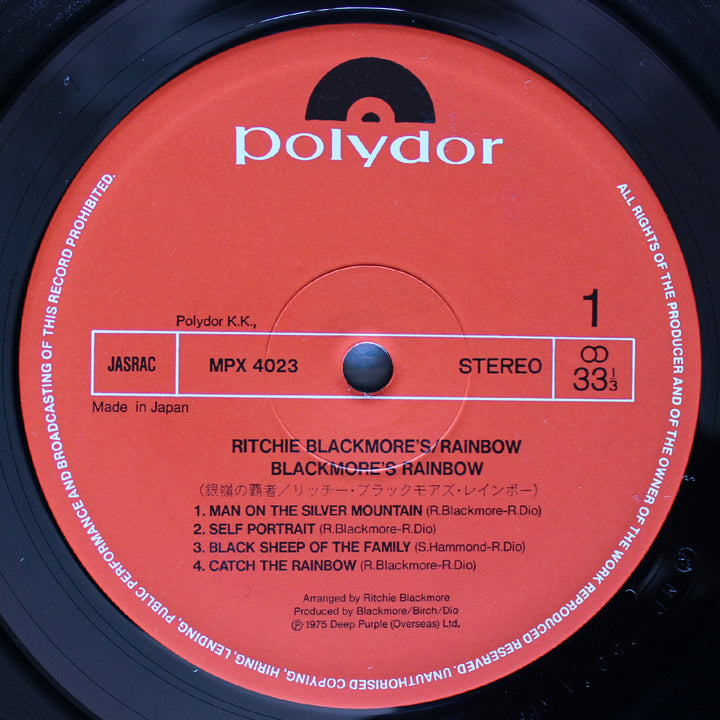 polydor
ALL RIGHTS OF THE PRODUCER AND OF THE OWNER OF THE WORK REPRODUCED RESERVED. UNAUTHORISED COPYING, HIRING, LENDING, PUBLIC PERFORMANCE AND BROADCASTING OF THIS RECORD PROHIBITED.
1
Polydor K.K.,
JASRAC
MPX 4023
STEREO
33 1/3
Made in Japan
RITCHIE BLACKMORE'S/RAINBOW
BLACKMORE'S RAINBOW
(銀嶺の覇者/リッチー・ブラックモアズ・レインボー)
1. MAN ON THE SILVER MOUNTAIN (R.Blackmore-R.Dio)
2. SELF PORTRAIT (R.Blackmore-R.Dio)
3. BLACK SHEEP OF THE FAMILY (S.Hammond-R.Dio)
4. CATCH THE RAINBOW (R.Blackmore-R.Dio)
Arranged by Ritchie Blackmore
Produced by Blackmore/Birch/Dio
℗ 1975 Deep Purple (Overseas) Ltd.